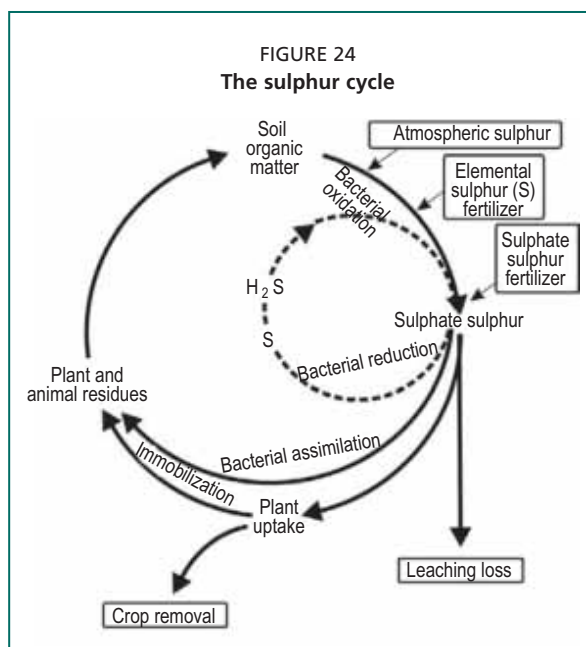 FIGURE 24
The sulphur cycle
Soil
organic
matter
Atmospheric sulphur
Elemental
sulphur (S)
fertilizer
Bacterial
oxidation
Sulphate
sulphur
fertilizer
H2S
S
Sulphate sulphur
Bacterial reduction
Plant and
animal residues
Bacterial assimilation
Immobilization
Plant
uptake
Leaching loss
Crop removal